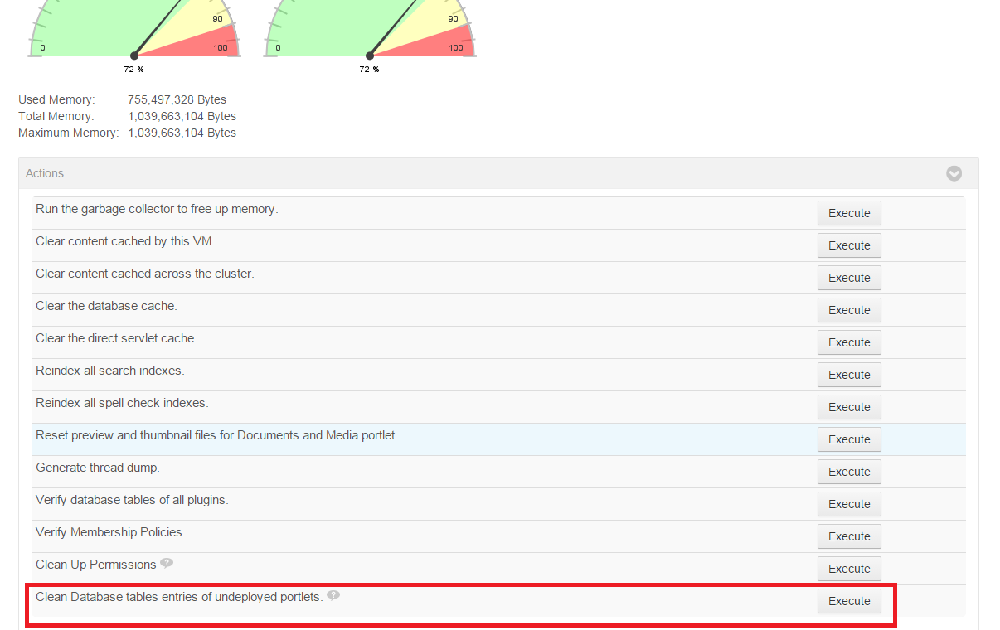 90 90
0 100 0 100
72 % 72 %
Used Memory: 755,497,328 Bytes
Total Memory: 1,039,663,104 Bytes
Maximum Memory: 1,039,663,104 Bytes
Actions
Run the garbage collector to free up memory. Execute
Clear content cached by this VM. Execute
Clear content cached across the cluster. Execute
Clear the database cache. Execute
Clear the direct servlet cache. Execute
Reindex all search indexes. Execute
Reindex all spell check indexes. Execute
Reset preview and thumbnail files for Documents and Media portlet. Execute
Generate thread dump. Execute
Verify database tables of all plugins. Execute
Verify Membership Policies Execute
Clean Up Permissions ? Execute
Clean Database tables entries of undeployed portlets. ? Execute